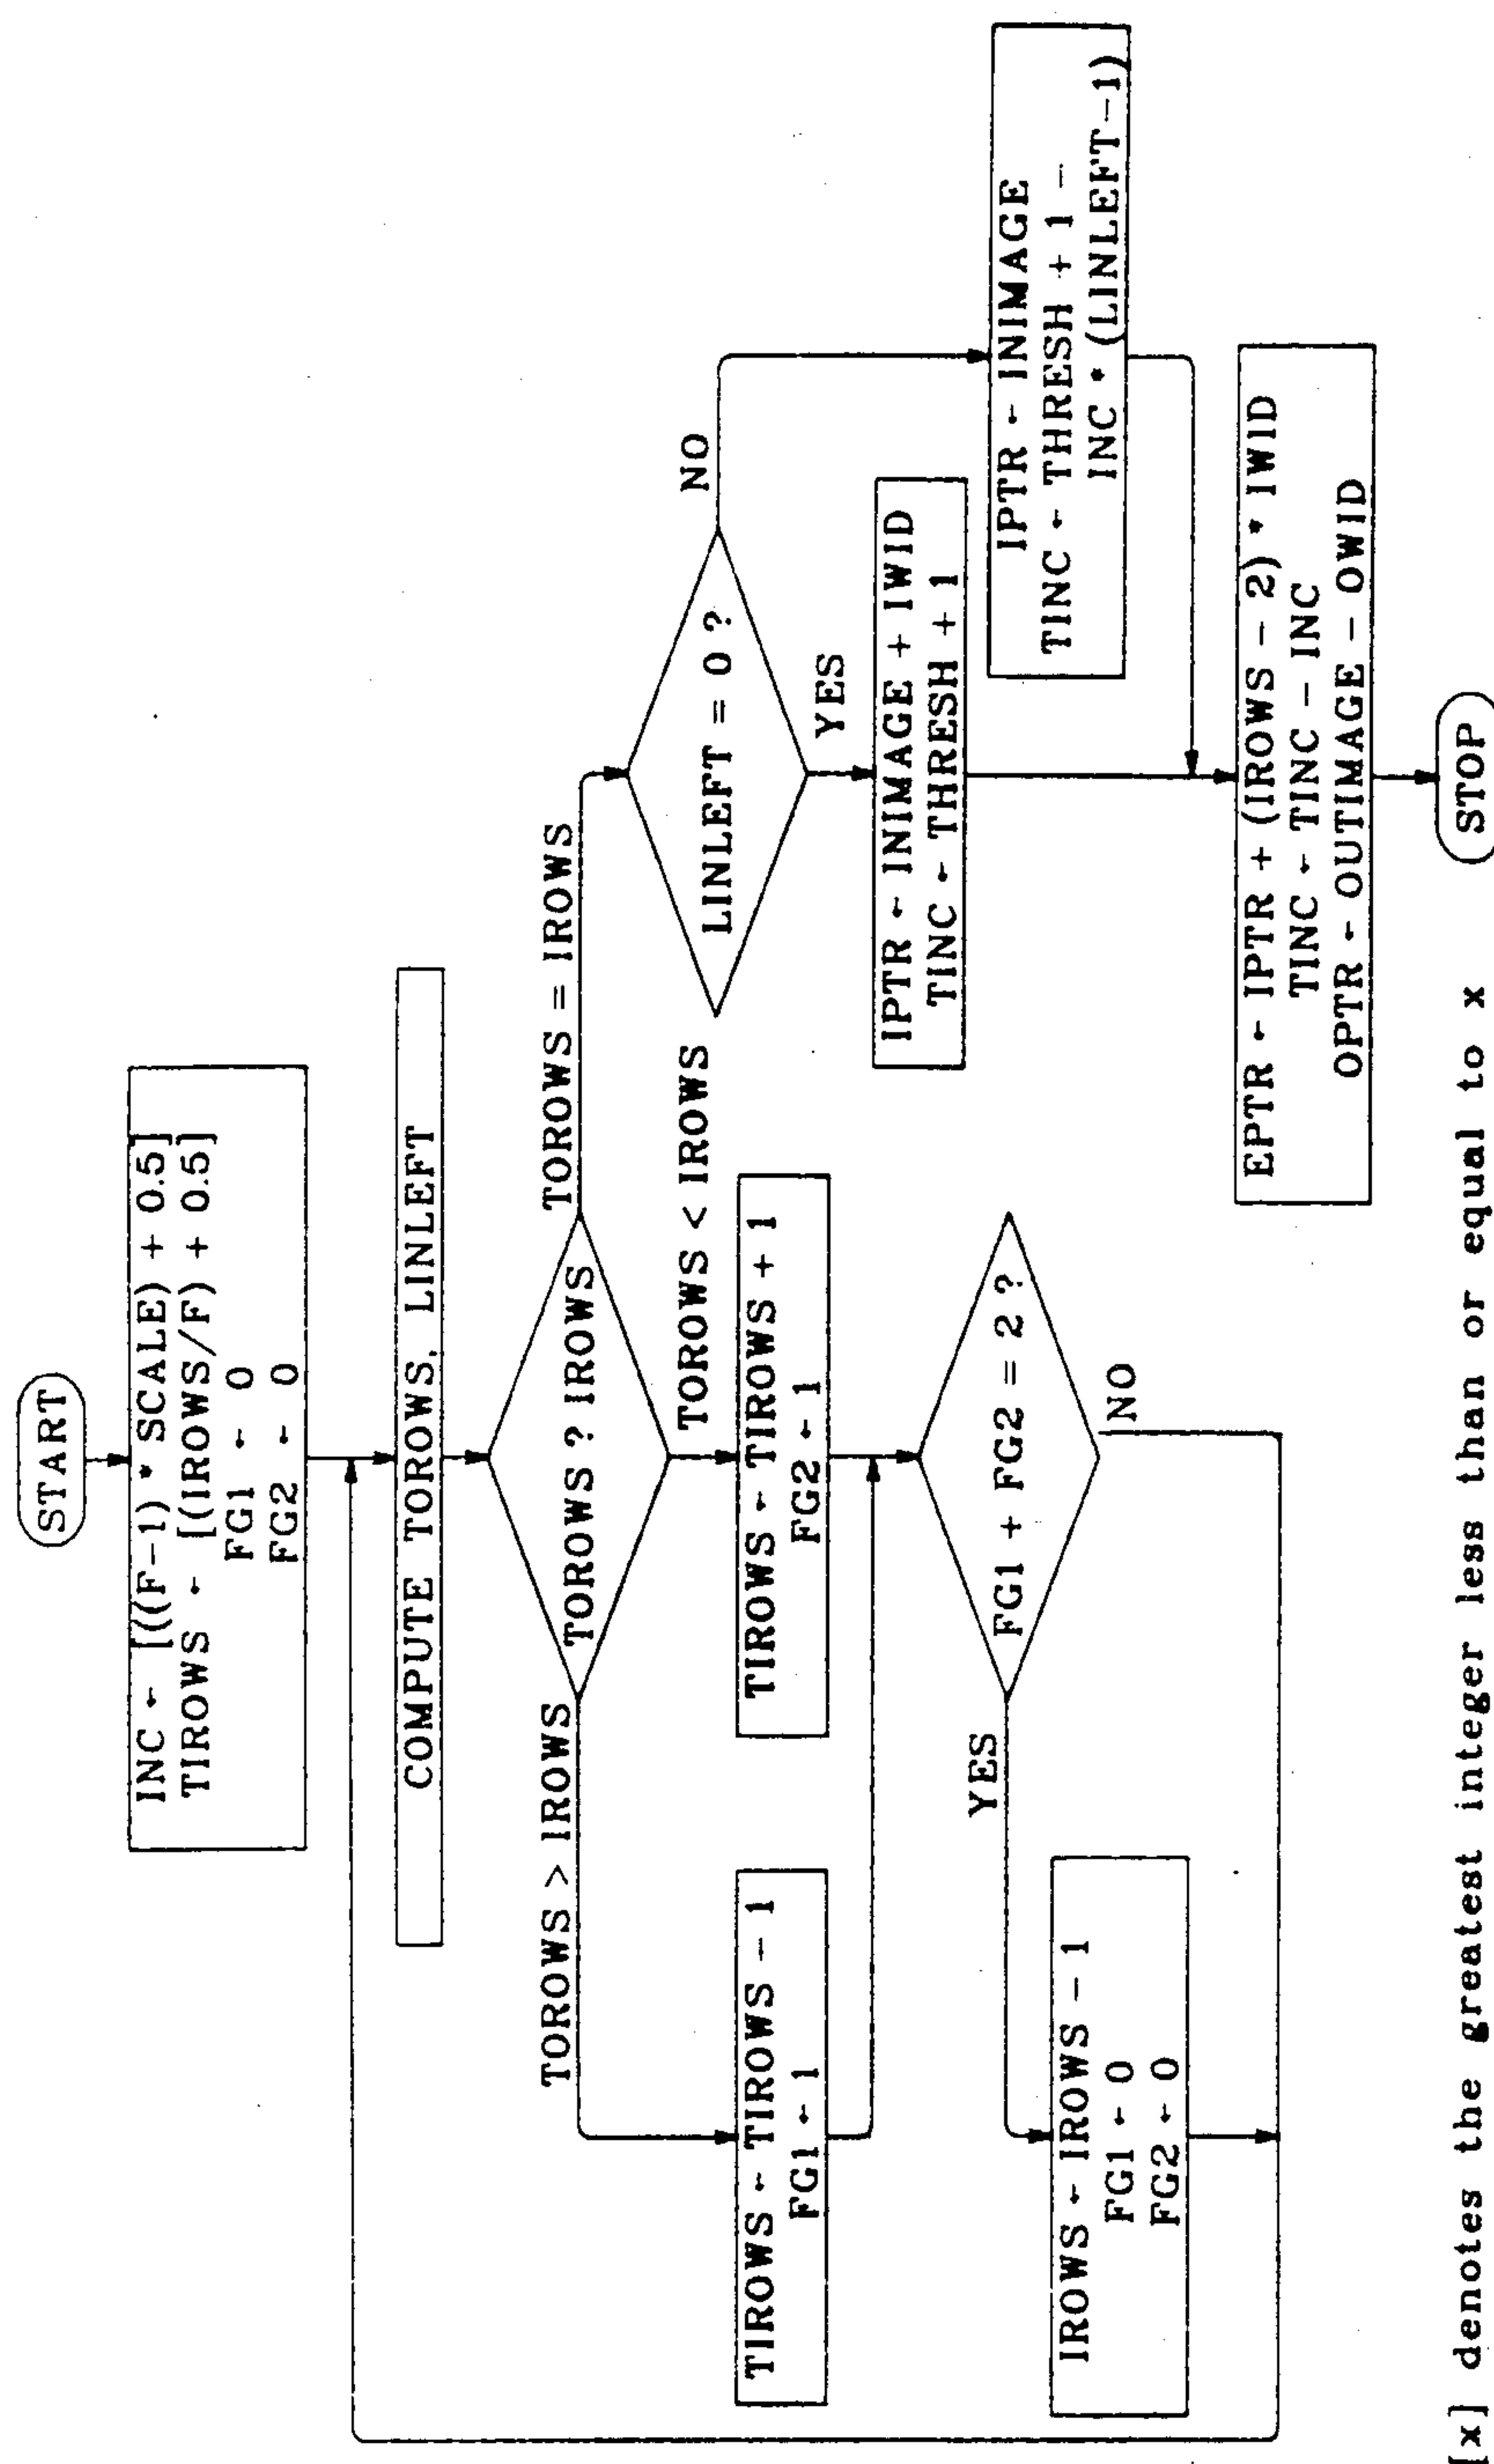 START
INC ← [((F-1) * SCALE) + 0.5]
TIROWS ← [(IROWS/F) + 0.5]
FG1 ← 0
FG2 ← 0
COMPUTE TOROWS, LINLEFT
TOROWS ? IROWS
TOROWS > IROWS
TOROWS < IROWS
TOROWS = IROWS
TIROWS ← TIROWS - 1
FG1 ← 1
TIROWS ← TIROWS + 1
FG2 ← 1
FG1 + FG2 = 2 ?
YES
NO
IROWS ← IROWS - 1
FG1 ← 0
FG2 ← 0
LINLEFT = 0 ?
NO
YES
IPTR ← INIMAGE + IWID
TINC ← THRESH + 1
IPTR ← INIMAGE
TINC ← THRESH + 1 -
INC * (LINLEFT-1)
EPTR ← IPTR + (IROWS - 2) * IWID
TINC ← TINC - INC
OPTR ← OUTIMAGE - OWID
STOP
[x] denotes the greatest integer less than or equal to x